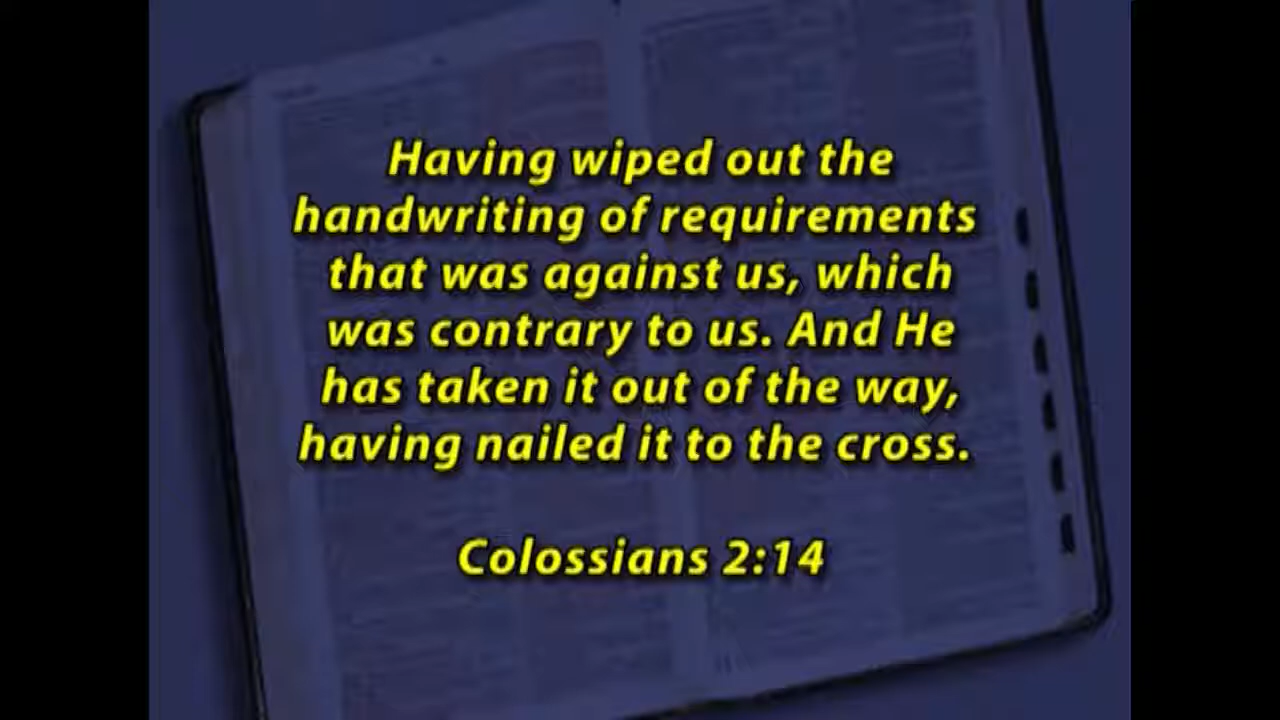 Having wiped out the
handwriting of requirements
that was against us, which
was contrary to us. And He
has taken it out of the way,
having nailed it to the cross.
Colossians 2:14